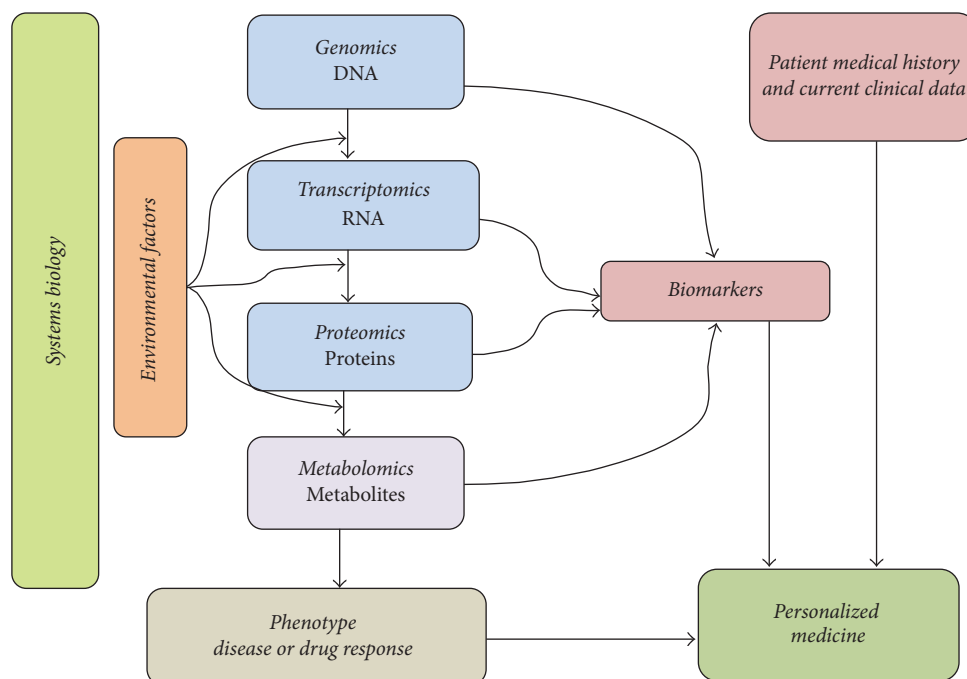 Genomics
DNA
Patient medical history
and current clinical data
Transcriptomics
RNA
Systems biology
Environmental factors
Biomarkers
Proteomics
Proteins
Metabolomics
Metabolites
Phenotype
disease or drug response
Personalized
medicine